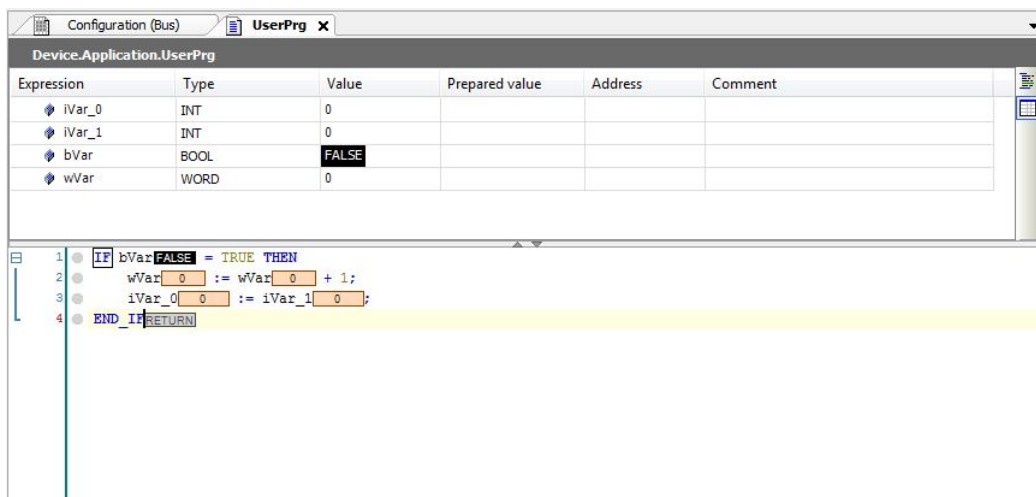 Configuration (Bus) UserPrg X
Device.Application.UserPrg
Expression Type Value Prepared value Address Comment
iVar_0 INT 0
iVar_1 INT 0
bVar BOOL FALSE
wVar WORD 0
1 IF bVar FALSE = TRUE THEN
2 wVar 0 := wVar 0 + 1;
3 iVar_0 0 := iVar_1 0 ;
4 END_IF RETURN